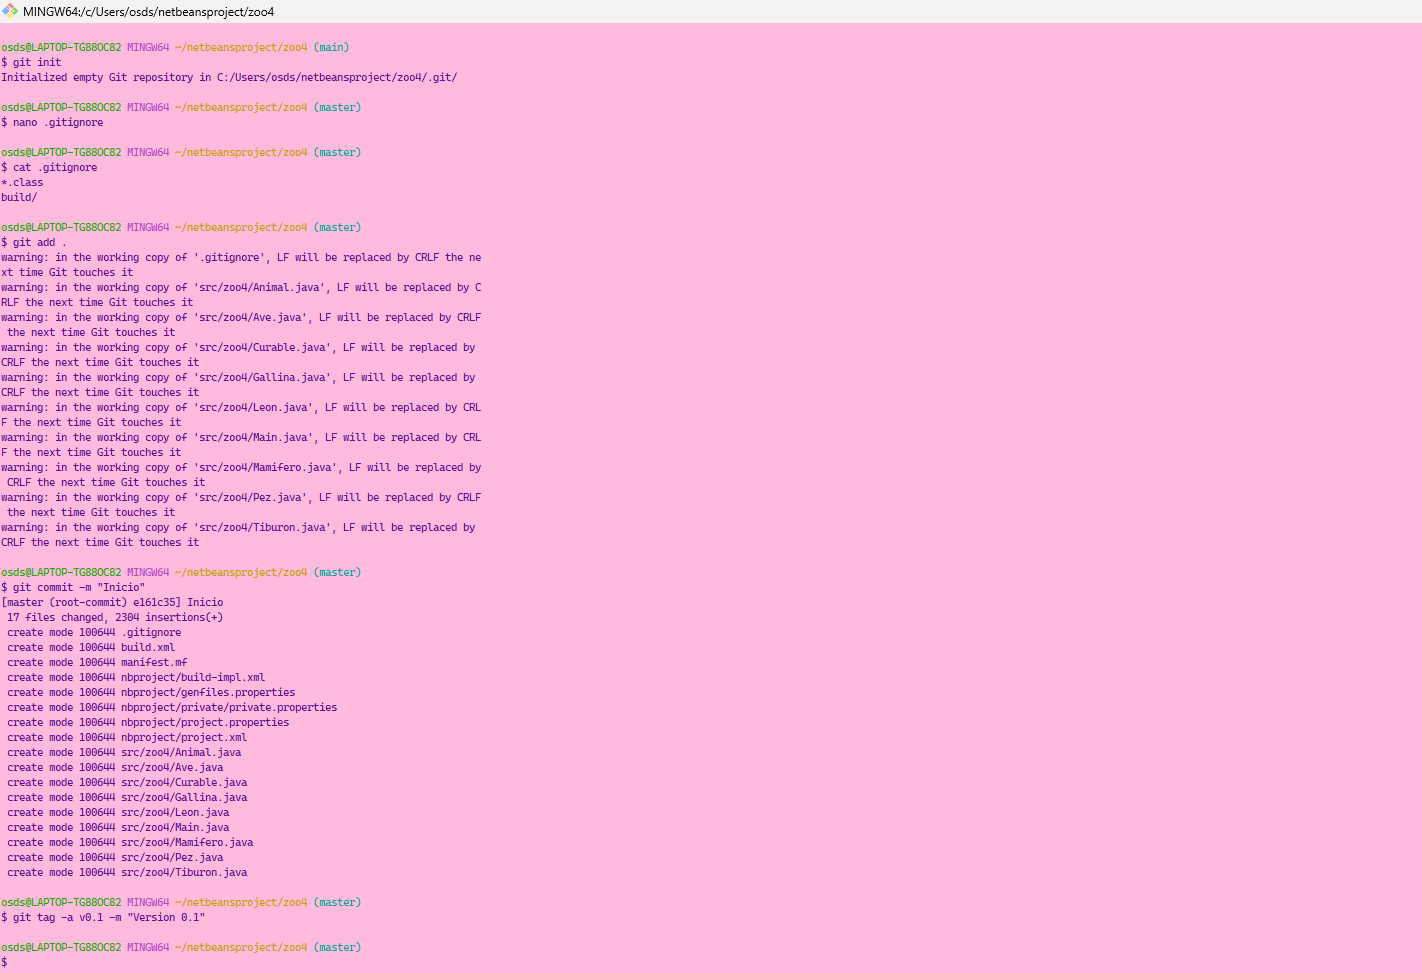 MINGW64:/c/Users/osds/netbeansproject/zoo4
osds@LAPTOP-TG88OC82 MINGW64 ~/netbeansproject/zoo4 (main)
$ git init
Initialized empty Git repository in C:/Users/osds/netbeansproject/zoo4/.git/
osds@LAPTOP-TG88OC82 MINGW64 ~/netbeansproject/zoo4 (master)
$ nano .gitignore
osds@LAPTOP-TG88OC82 MINGW64 ~/netbeansproject/zoo4 (master)
$ cat .gitignore
*.class
build/
osds@LAPTOP-TG88OC82 MINGW64 ~/netbeansproject/zoo4 (master)
$ git add .
warning: in the working copy of '.gitignore', LF will be replaced by CRLF the ne
xt time Git touches it
warning: in the working copy of 'src/zoo4/Animal.java', LF will be replaced by C
RLF the next time Git touches it
warning: in the working copy of 'src/zoo4/Ave.java', LF will be replaced by CRLF
 the next time Git touches it
warning: in the working copy of 'src/zoo4/Curable.java', LF will be replaced by
CRLF the next time Git touches it
warning: in the working copy of 'src/zoo4/Gallina.java', LF will be replaced by
CRLF the next time Git touches it
warning: in the working copy of 'src/zoo4/Leon.java', LF will be replaced by CRL
F the next time Git touches it
warning: in the working copy of 'src/zoo4/Main.java', LF will be replaced by CRL
F the next time Git touches it
warning: in the working copy of 'src/zoo4/Mamifero.java', LF will be replaced by
 CRLF the next time Git touches it
warning: in the working copy of 'src/zoo4/Pez.java', LF will be replaced by CRLF
 the next time Git touches it
warning: in the working copy of 'src/zoo4/Tiburon.java', LF will be replaced by
CRLF the next time Git touches it
osds@LAPTOP-TG88OC82 MINGW64 ~/netbeansproject/zoo4 (master)
$ git commit -m "Inicio"
[master (root-commit) e161c35] Inicio
 17 files changed, 2304 insertions(+)
 create mode 100644 .gitignore
 create mode 100644 build.xml
 create mode 100644 manifest.mf
 create mode 100644 nbproject/build-impl.xml
 create mode 100644 nbproject/genfiles.properties
 create mode 100644 nbproject/private/private.properties
 create mode 100644 nbproject/project.properties
 create mode 100644 nbproject/project.xml
 create mode 100644 src/zoo4/Animal.java
 create mode 100644 src/zoo4/Ave.java
 create mode 100644 src/zoo4/Curable.java
 create mode 100644 src/zoo4/Gallina.java
 create mode 100644 src/zoo4/Leon.java
 create mode 100644 src/zoo4/Main.java
 create mode 100644 src/zoo4/Mamifero.java
 create mode 100644 src/zoo4/Pez.java
 create mode 100644 src/zoo4/Tiburon.java
osds@LAPTOP-TG88OC82 MINGW64 ~/netbeansproject/zoo4 (master)
$ git tag -a v0.1 -m "Version 0.1"
osds@LAPTOP-TG88OC82 MINGW64 ~/netbeansproject/zoo4 (master)
$